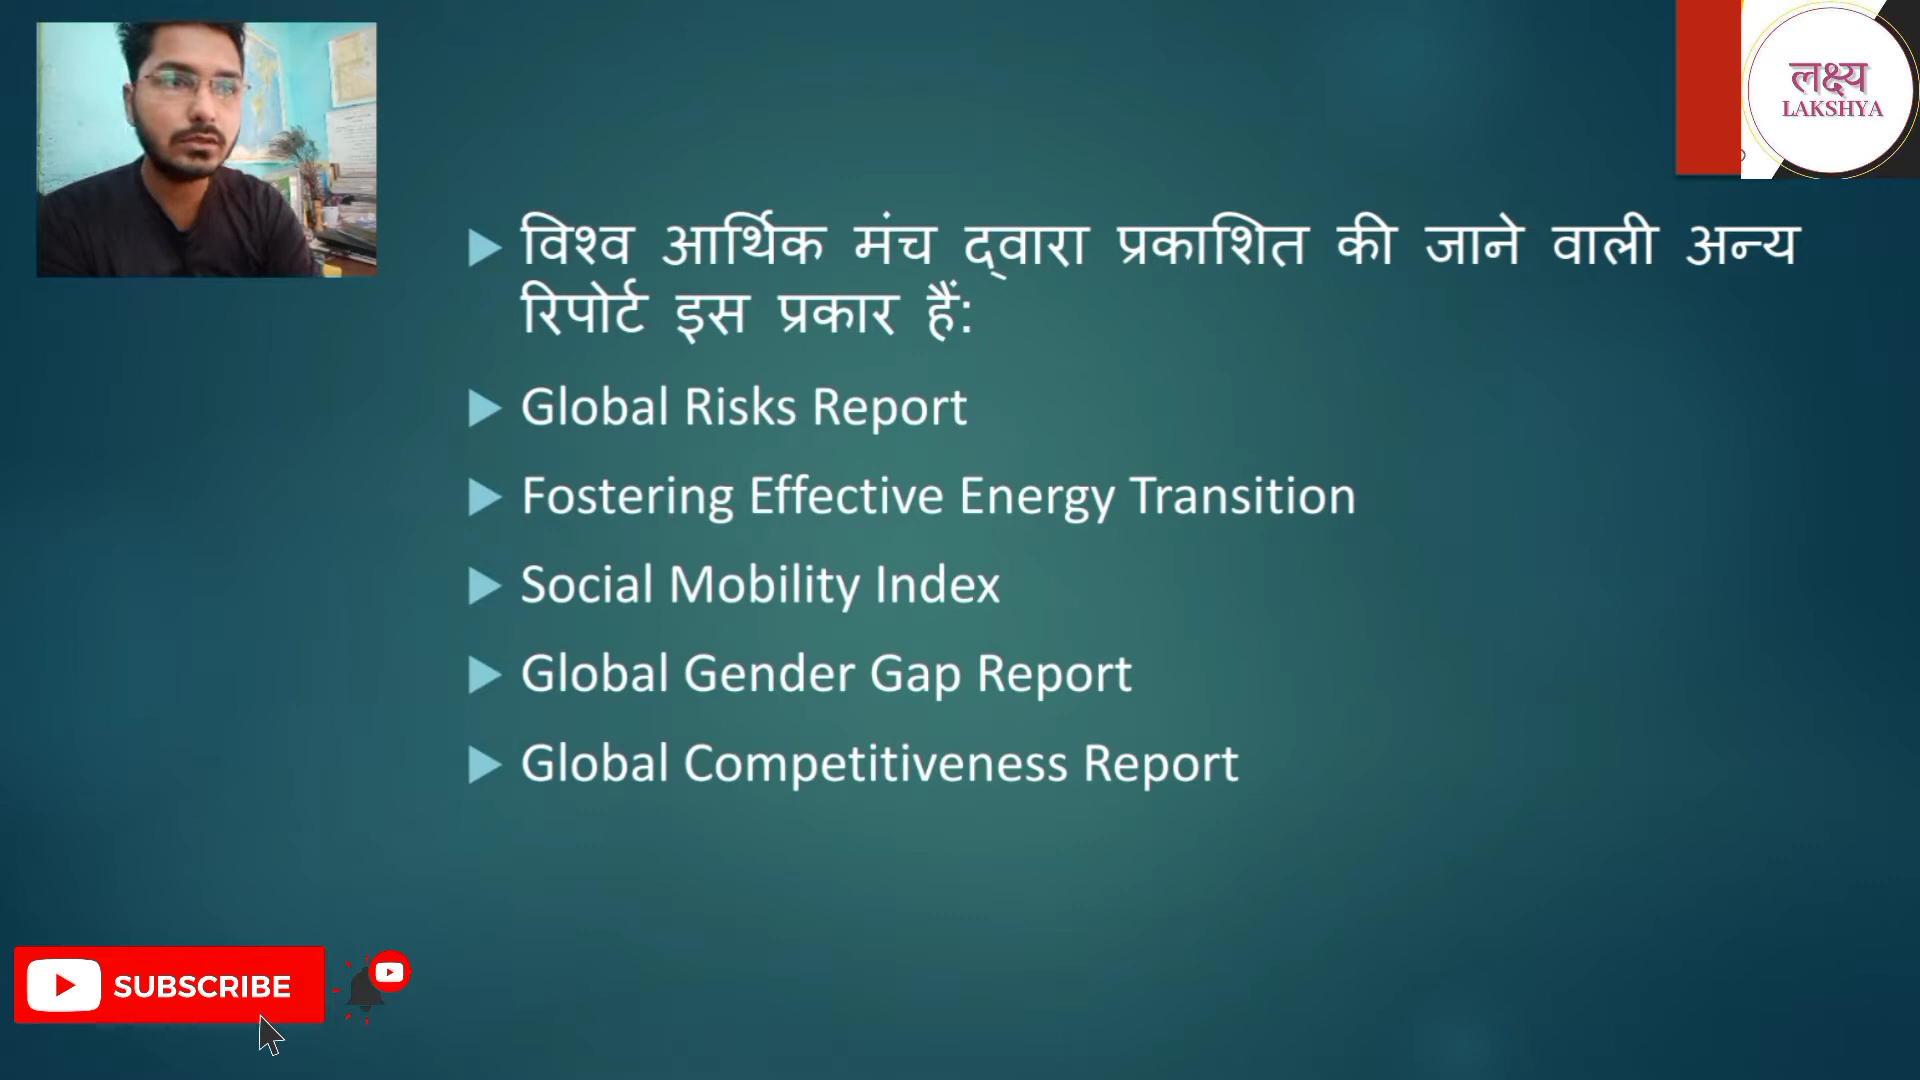 लक्ष्य
LAKSHYA
विश्व आर्थिक मंच द्वारा प्रकाशित की जाने वाली अन्य
रिपोर्ट इस प्रकार हैं:
Global Risks Report
Fostering Effective Energy Transition
Social Mobility Index
Global Gender Gap Report
Global Competitiveness Report
SUBSCRIBE